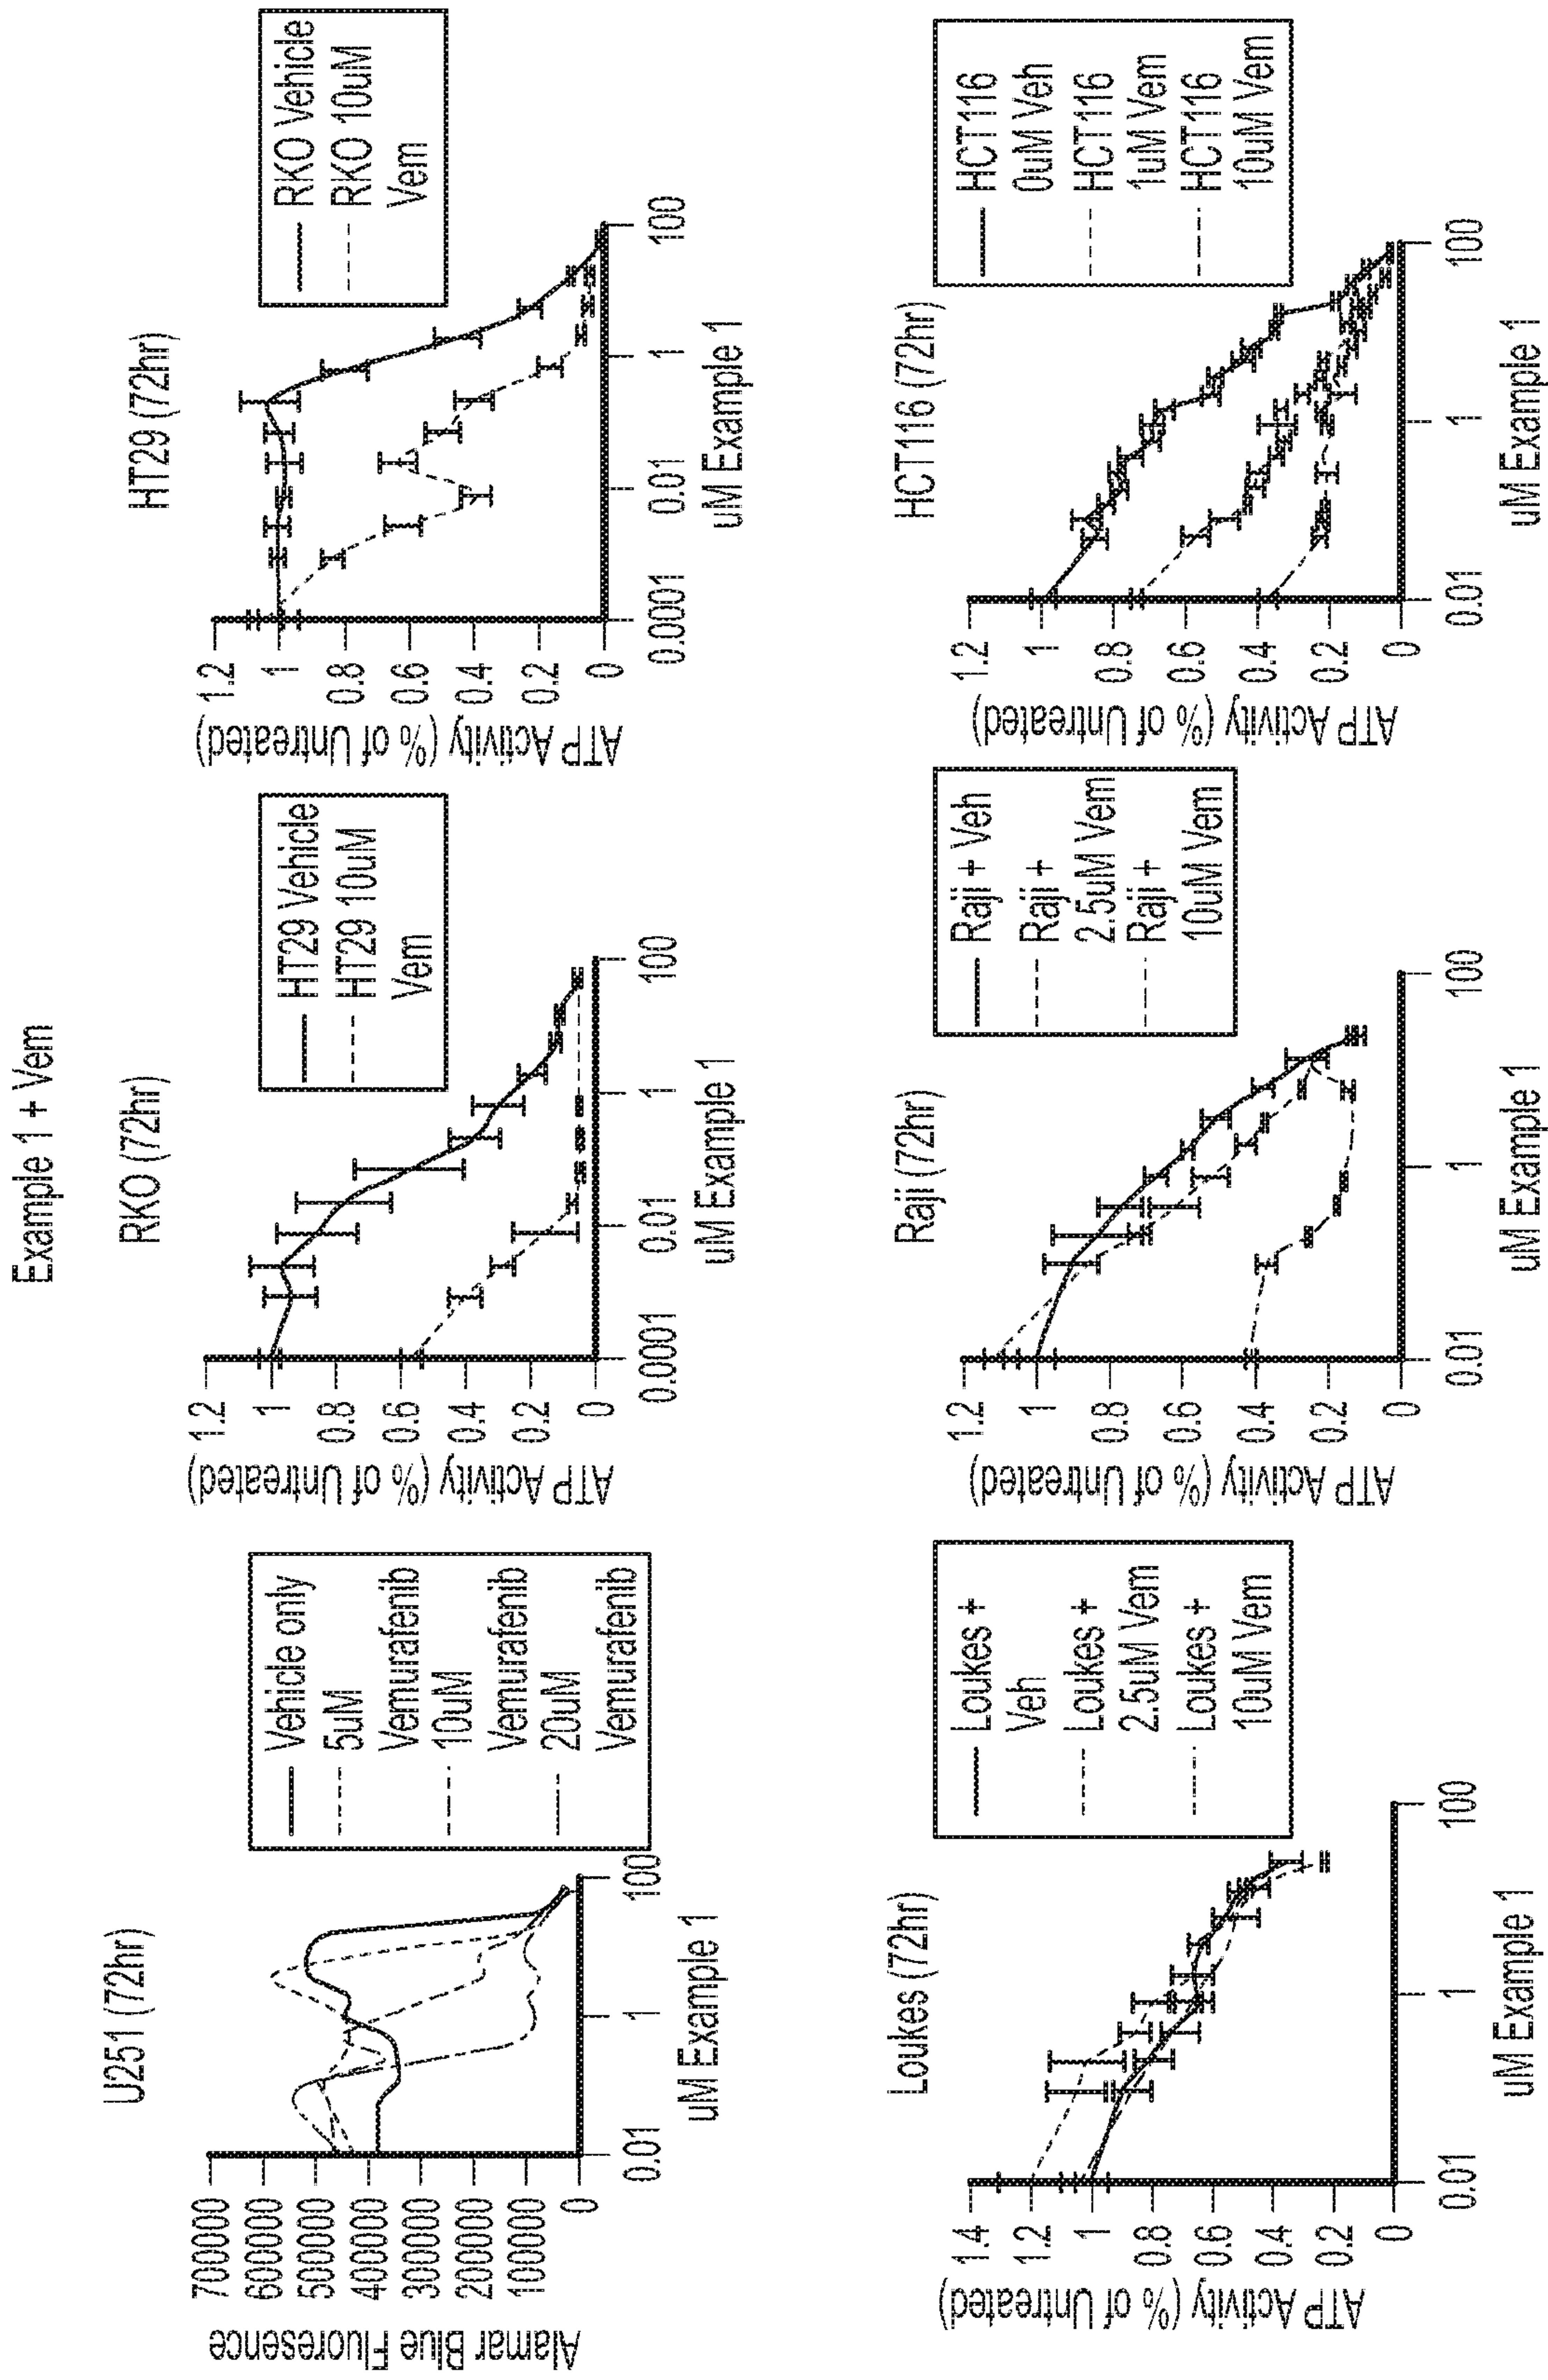 Example 1 + Vem
U251 (72hr)
Alamar Blue Fluoresence
700000
600000
500000
400000
300000
200000
100000
0
0.01
1
100
uM Example 1
Vehicle only
5uM
Vemurafenib
10uM
Vemurafenib
20uM
Vemurafenib
RKO (72hr)
ATP Activity (% of Untreated)
1.2
1
0.8
0.6
0.4
0.2
0
0.0001
0.01
1
100
uM Example 1
HT29 Vehicle
HT29 10uM
Vem
HT29 (72hr)
ATP Activity (% of Untreated)
1.2
1
0.8
0.6
0.4
0.2
0
0.0001
0.01
1
100
uM Example 1
RKO Vehicle
RKO 10uM
Vem
Loukes (72hr)
ATP Activity (% of Untreated)
1.4
1.2
1
0.8
0.6
0.4
0.2
0
0.01
1
100
uM Example 1
Loukes +
Veh
Loukes +
2.5uM Vem
Loukes +
10uM Vem
Raji (72hr)
ATP Activity (% of Untreated)
1.2
1
0.8
0.6
0.4
0.2
0
0.01
1
100
uM Example 1
Raji + Veh
Raji +
2.5uM Vem
Raji +
10uM Vem
HCT116 (72hr)
ATP Activity (% of Untreated)
1.2
1
0.8
0.6
0.4
0.2
0
0.01
1
100
uM Example 1
HCT116
0uM Veh
HCT116
1uM Vem
HCT116
10uM Vem